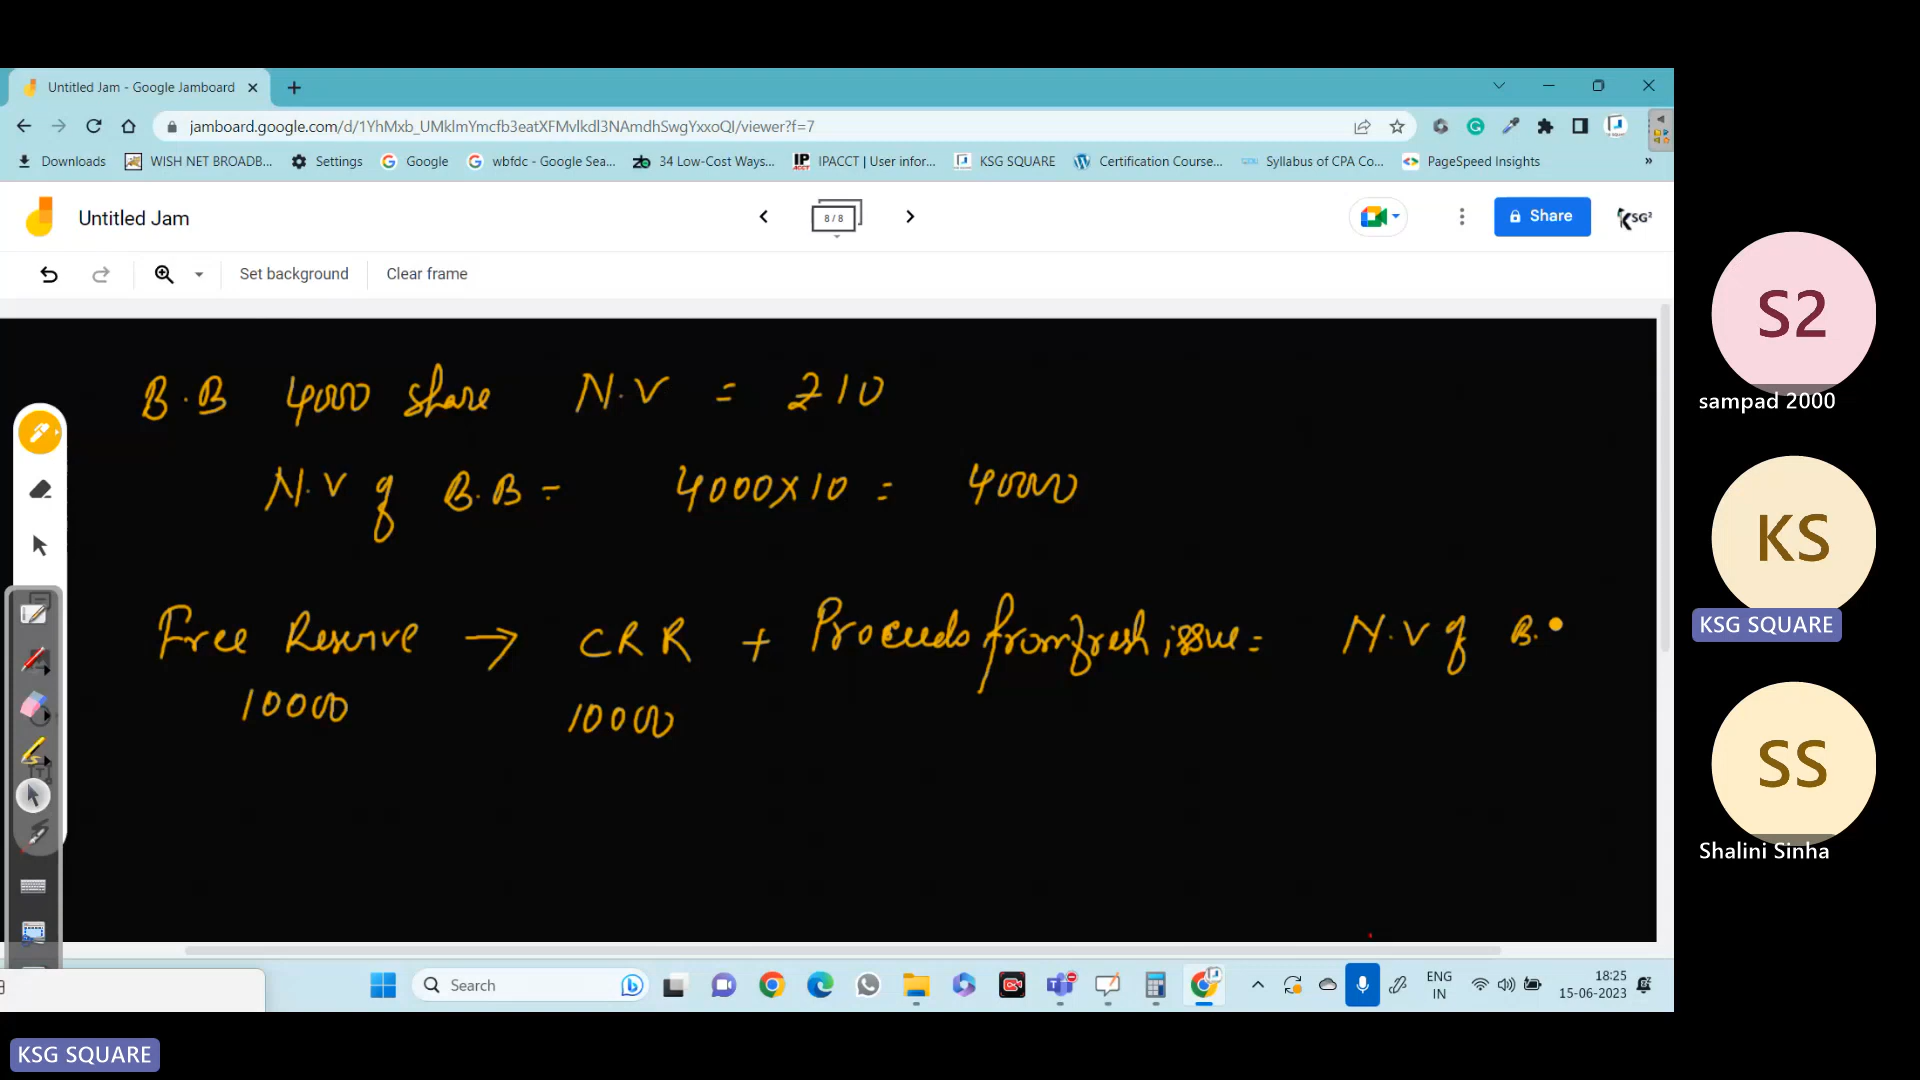 Untitled Jam - Google Jamboard
jamboard.google.com/d/1YhMxb_UMklmYmcfb3eatXFMvlkdl3NAmdhSwgYxxoQI/viewer?f=7
Downloads WISH NET BROADB... Settings Google wbfdc - Google Sea... 34 Low-Cost Ways... IPACCT | User infor... KSG SQUARE Certification Course... Syllabus of CPA Co... PageSpeed Insights »
Untitled Jam 8 / 8 Share KSG²
Set background Clear frame
B.B 4000 share N.V = ₹10
N.V of B.B = 4000 x 10 = 40000
Free Reserve → CRR + Proceeds from fresh issue = N.V of B.
10000 10000
S2
sampad 2000
KS
KSG SQUARE
SS
Shalini Sinha
Search ENG IN 18:25 15-06-2023
KSG SQUARE